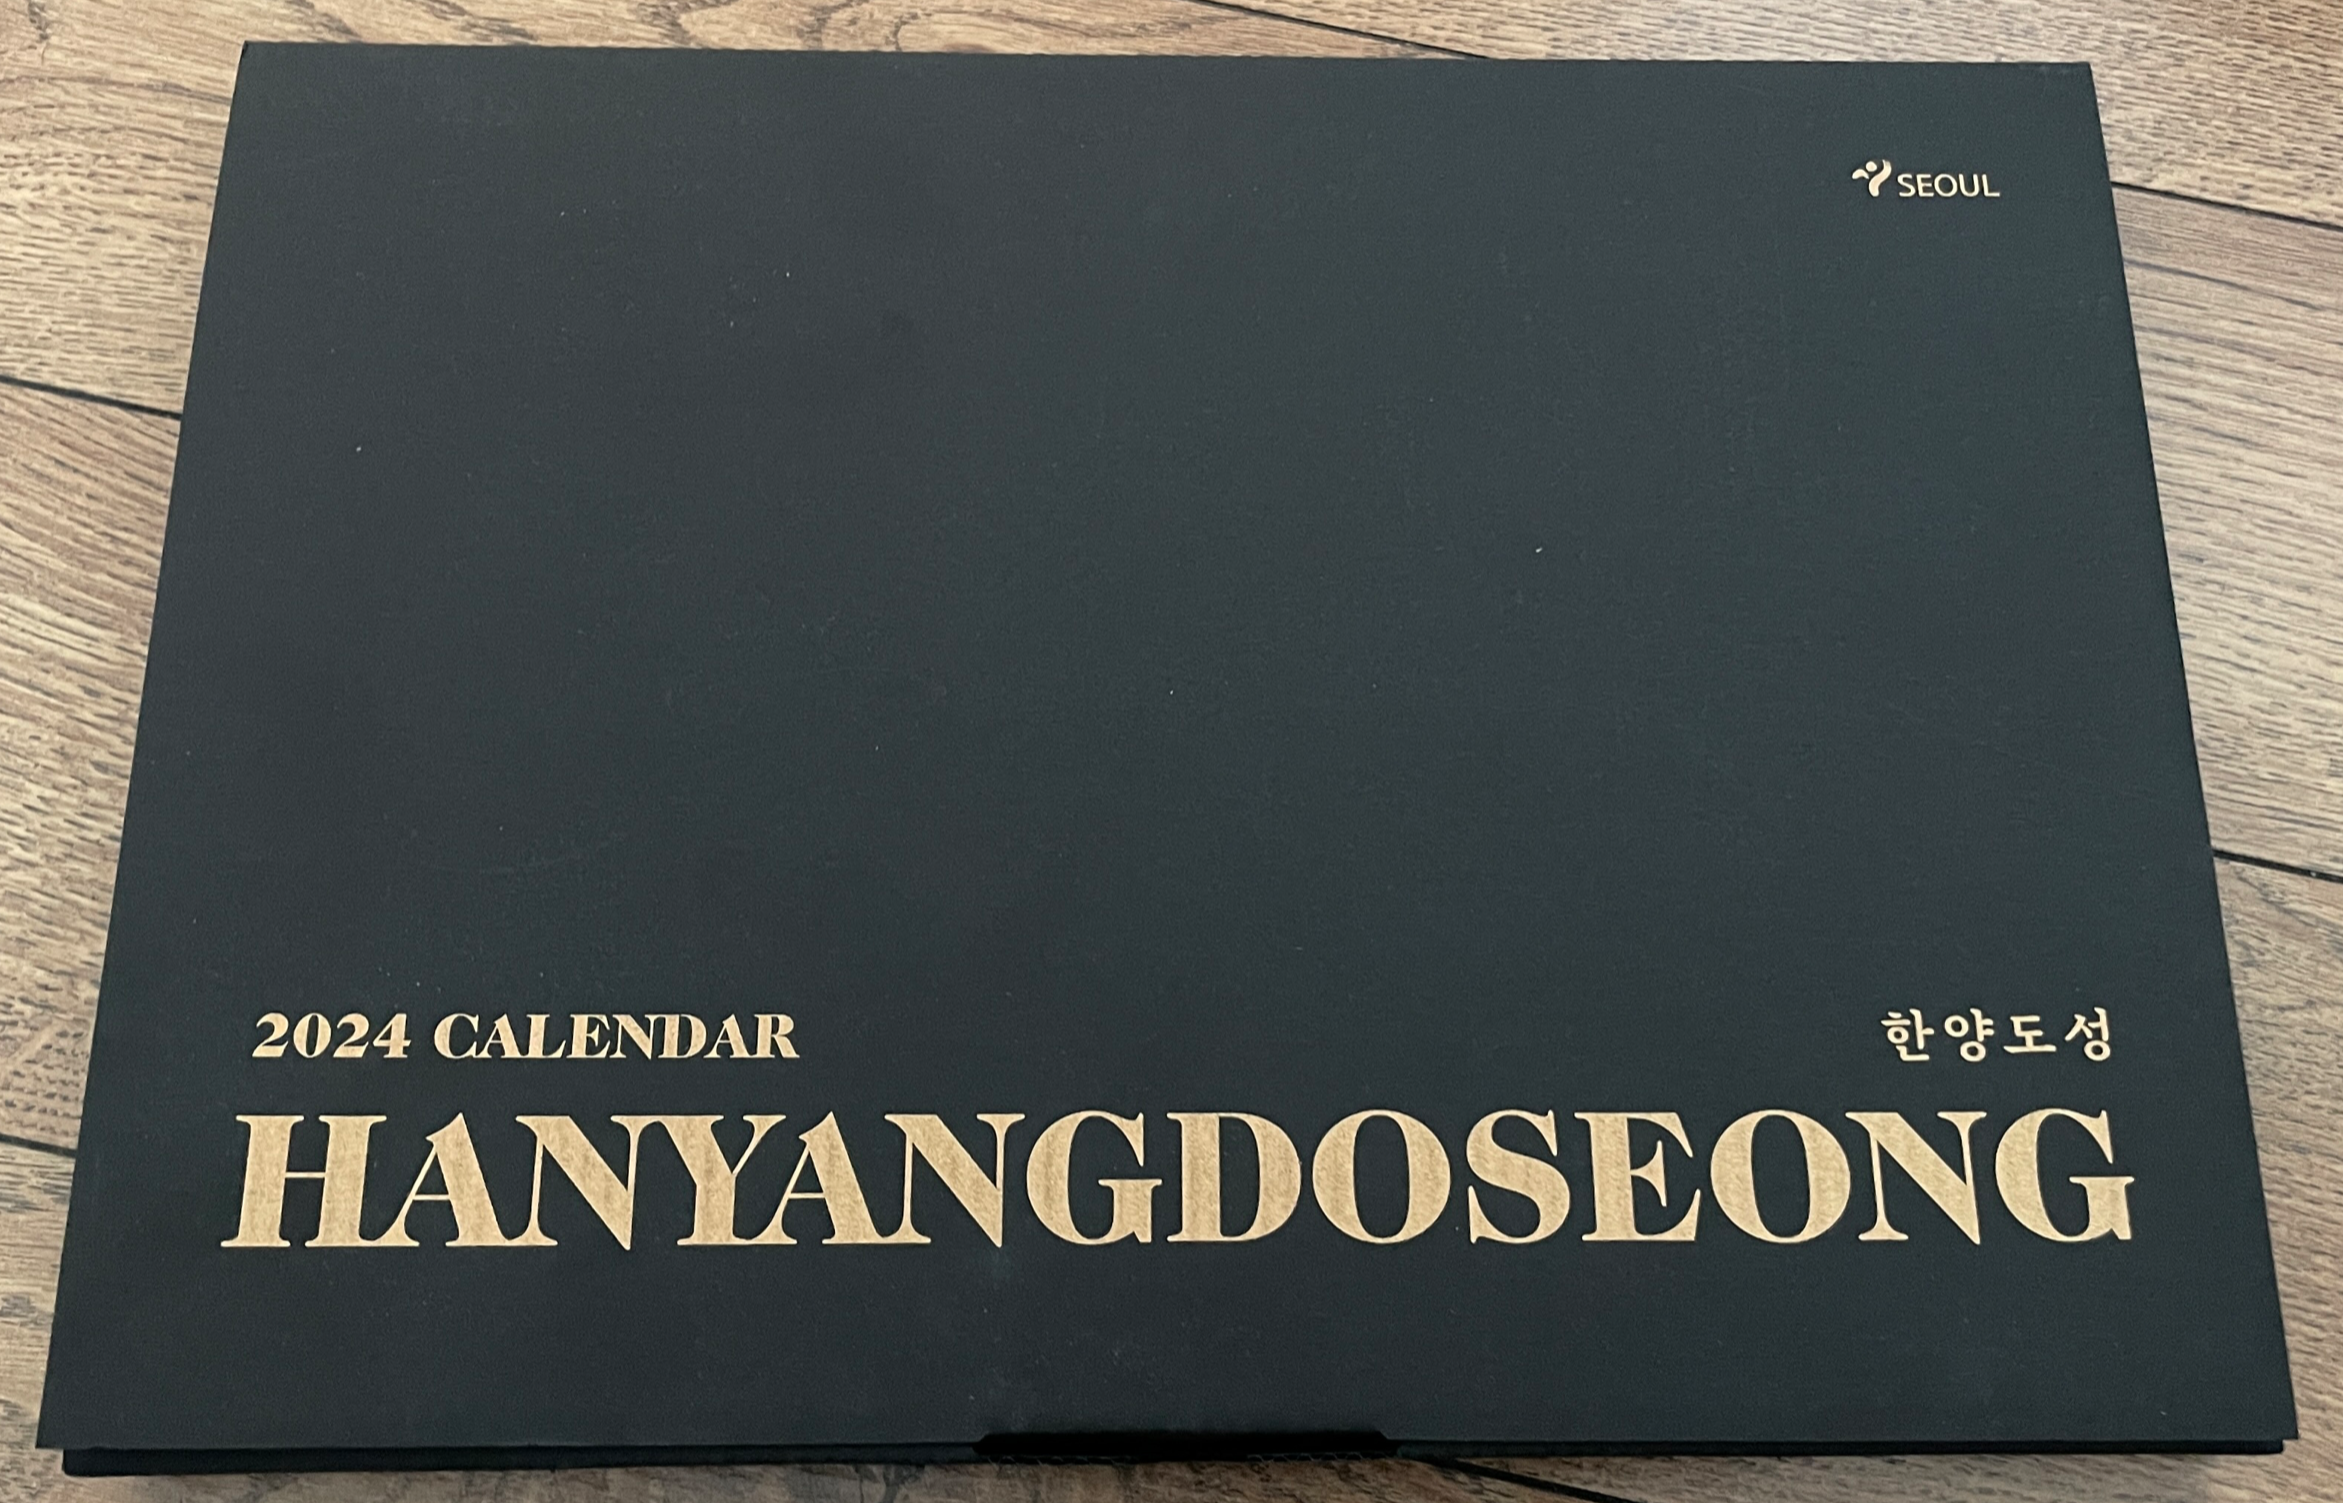 SEOUL
2024 CALENDAR
한양도성
HANYANGDOSEONG